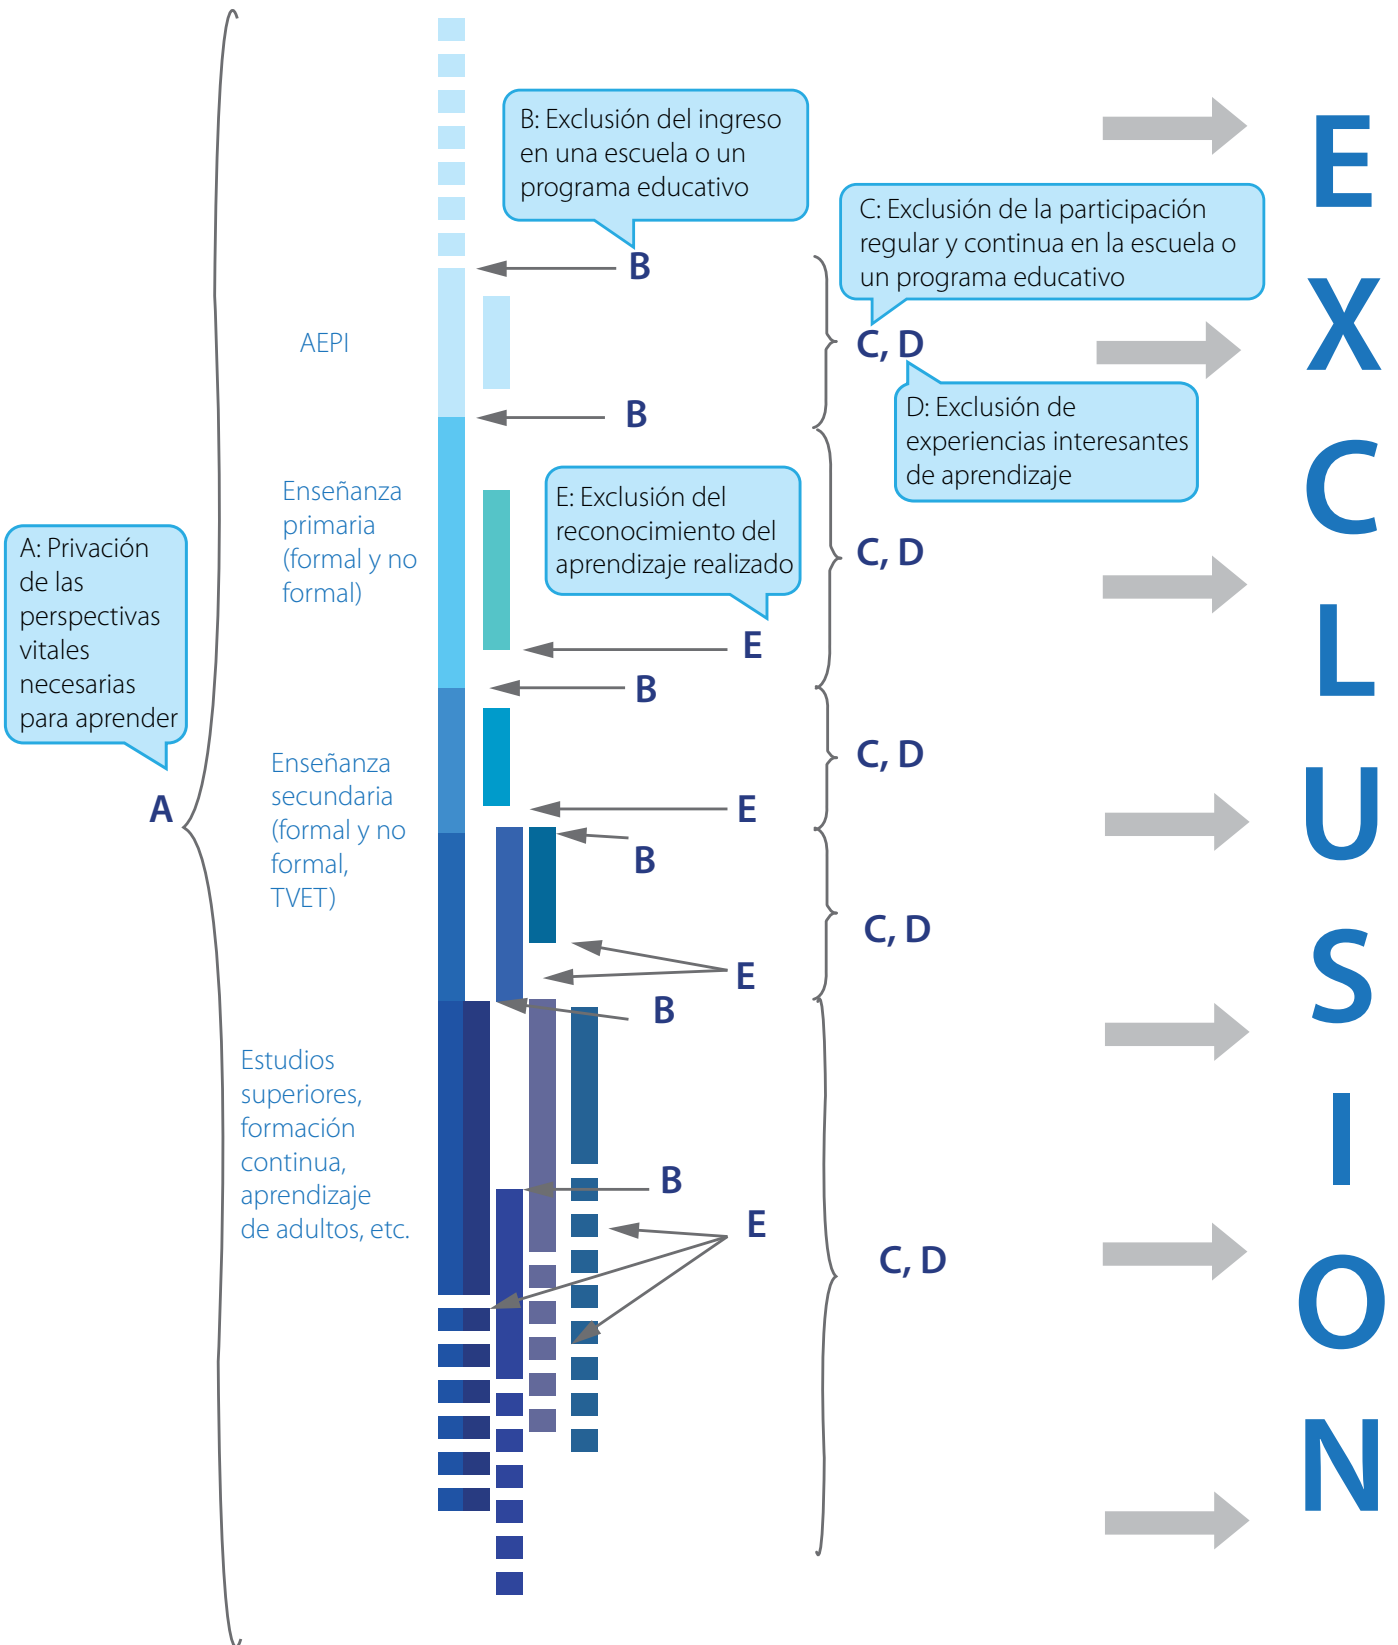 B: Exclusión del ingreso
en una escuela o un
programa educativo
B
C: Exclusión de la participación
regular y continua en la escuela o
un programa educativo
AEPI
C, D
B
D: Exclusión de
experiencias interesantes
de aprendizaje
Enseñanza
primaria
(formal y no
formal)
E: Exclusión del
reconocimiento del
aprendizaje realizado
C, D
A: Privación
de las
perspectivas
vitales
necesarias
para aprender
E
B
Enseñanza
secundaria
(formal y no
formal,
TVET)
C, D
A
E
B
C, D
E
B
Estudios
superiores,
formación
continua,
aprendizaje
de adultos, etc.
B
E
C, D
E
X
C
L
U
S
I
O
N